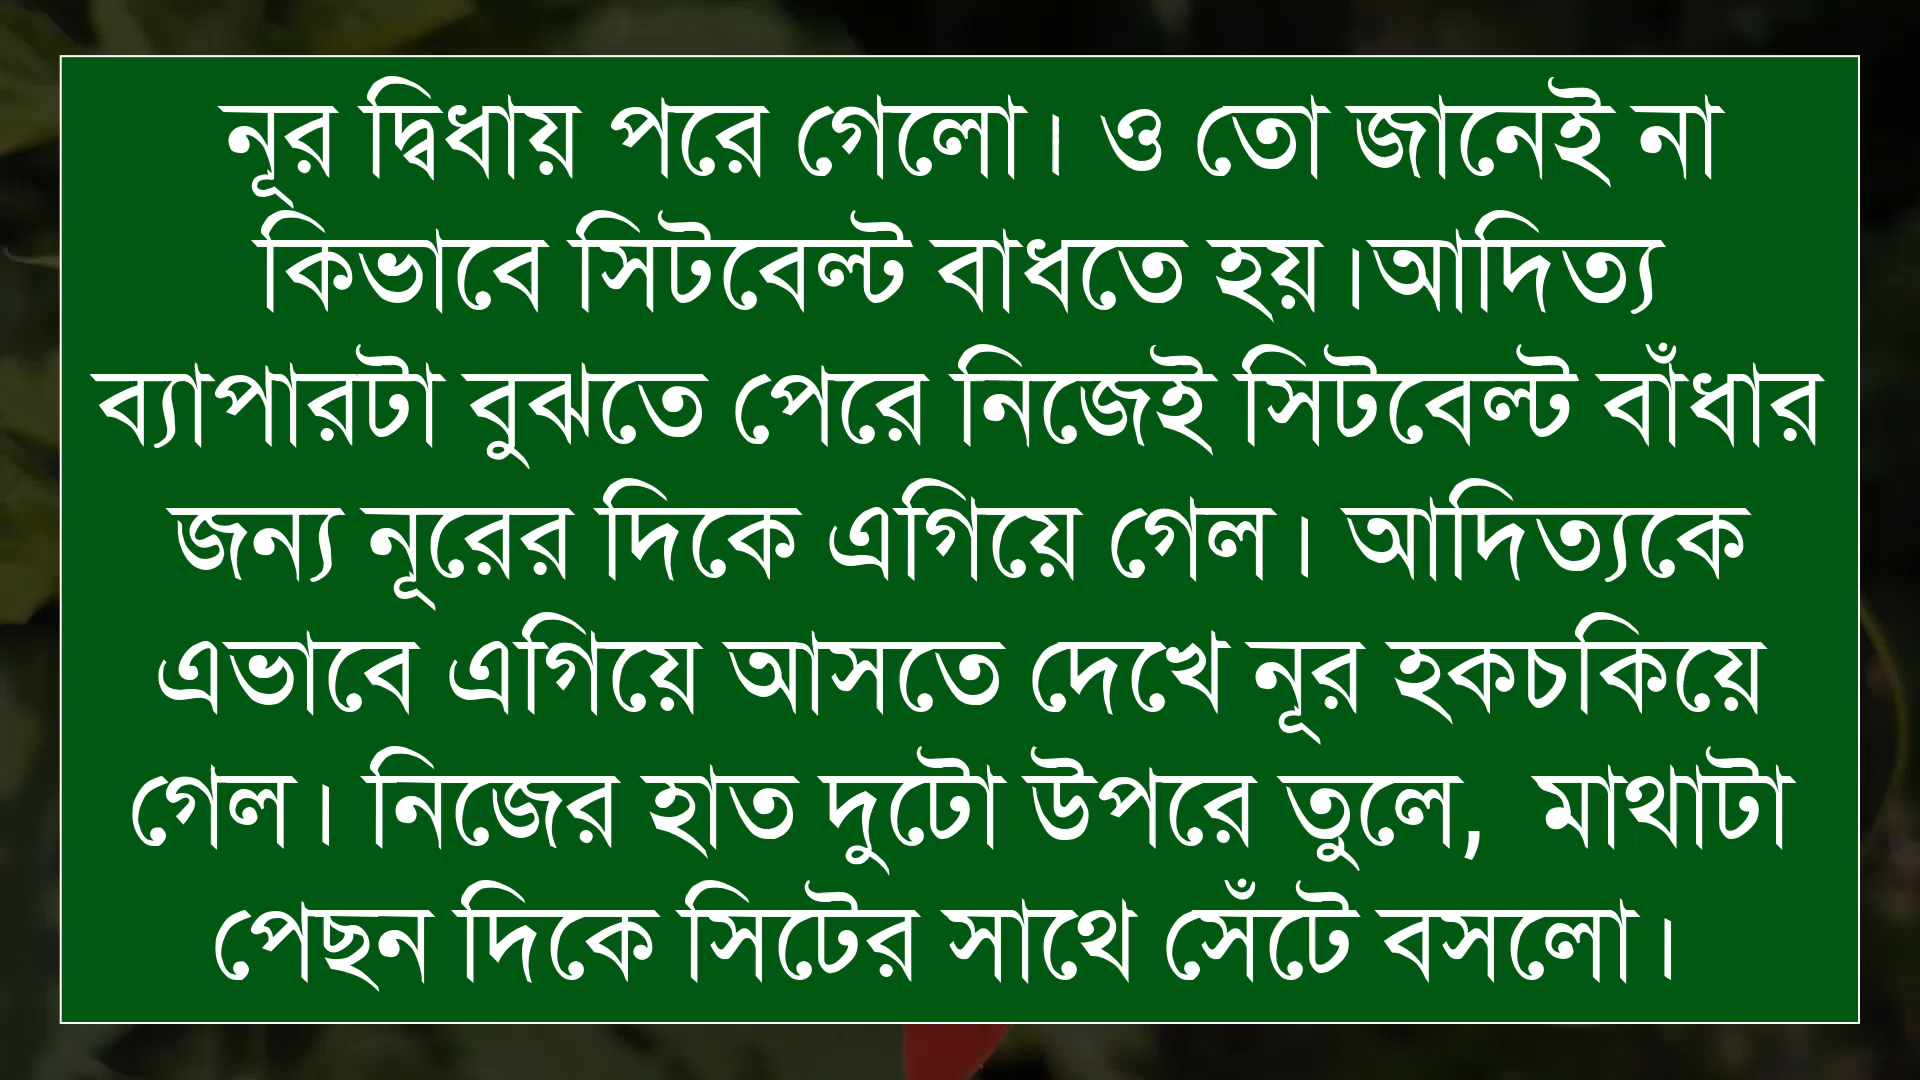 নূর দ্বিধায় পরে গেলো। ও তো জানেই না
কিভাবে সিটবেল্ট বাধতে হয়।আদিত্য
ব্যাপারটা বুঝতে পেরে নিজেই সিটবেল্ট বাঁধার
জন্য নূরের দিকে এগিয়ে গেল। আদিত্যকে
এভাবে এগিয়ে আসতে দেখে নূর হকচকিয়ে
গেল। নিজের হাত দুটো উপরে তুলে, মাথাটা
পেছন দিকে সিটের সাথে সেঁটে বসলো।